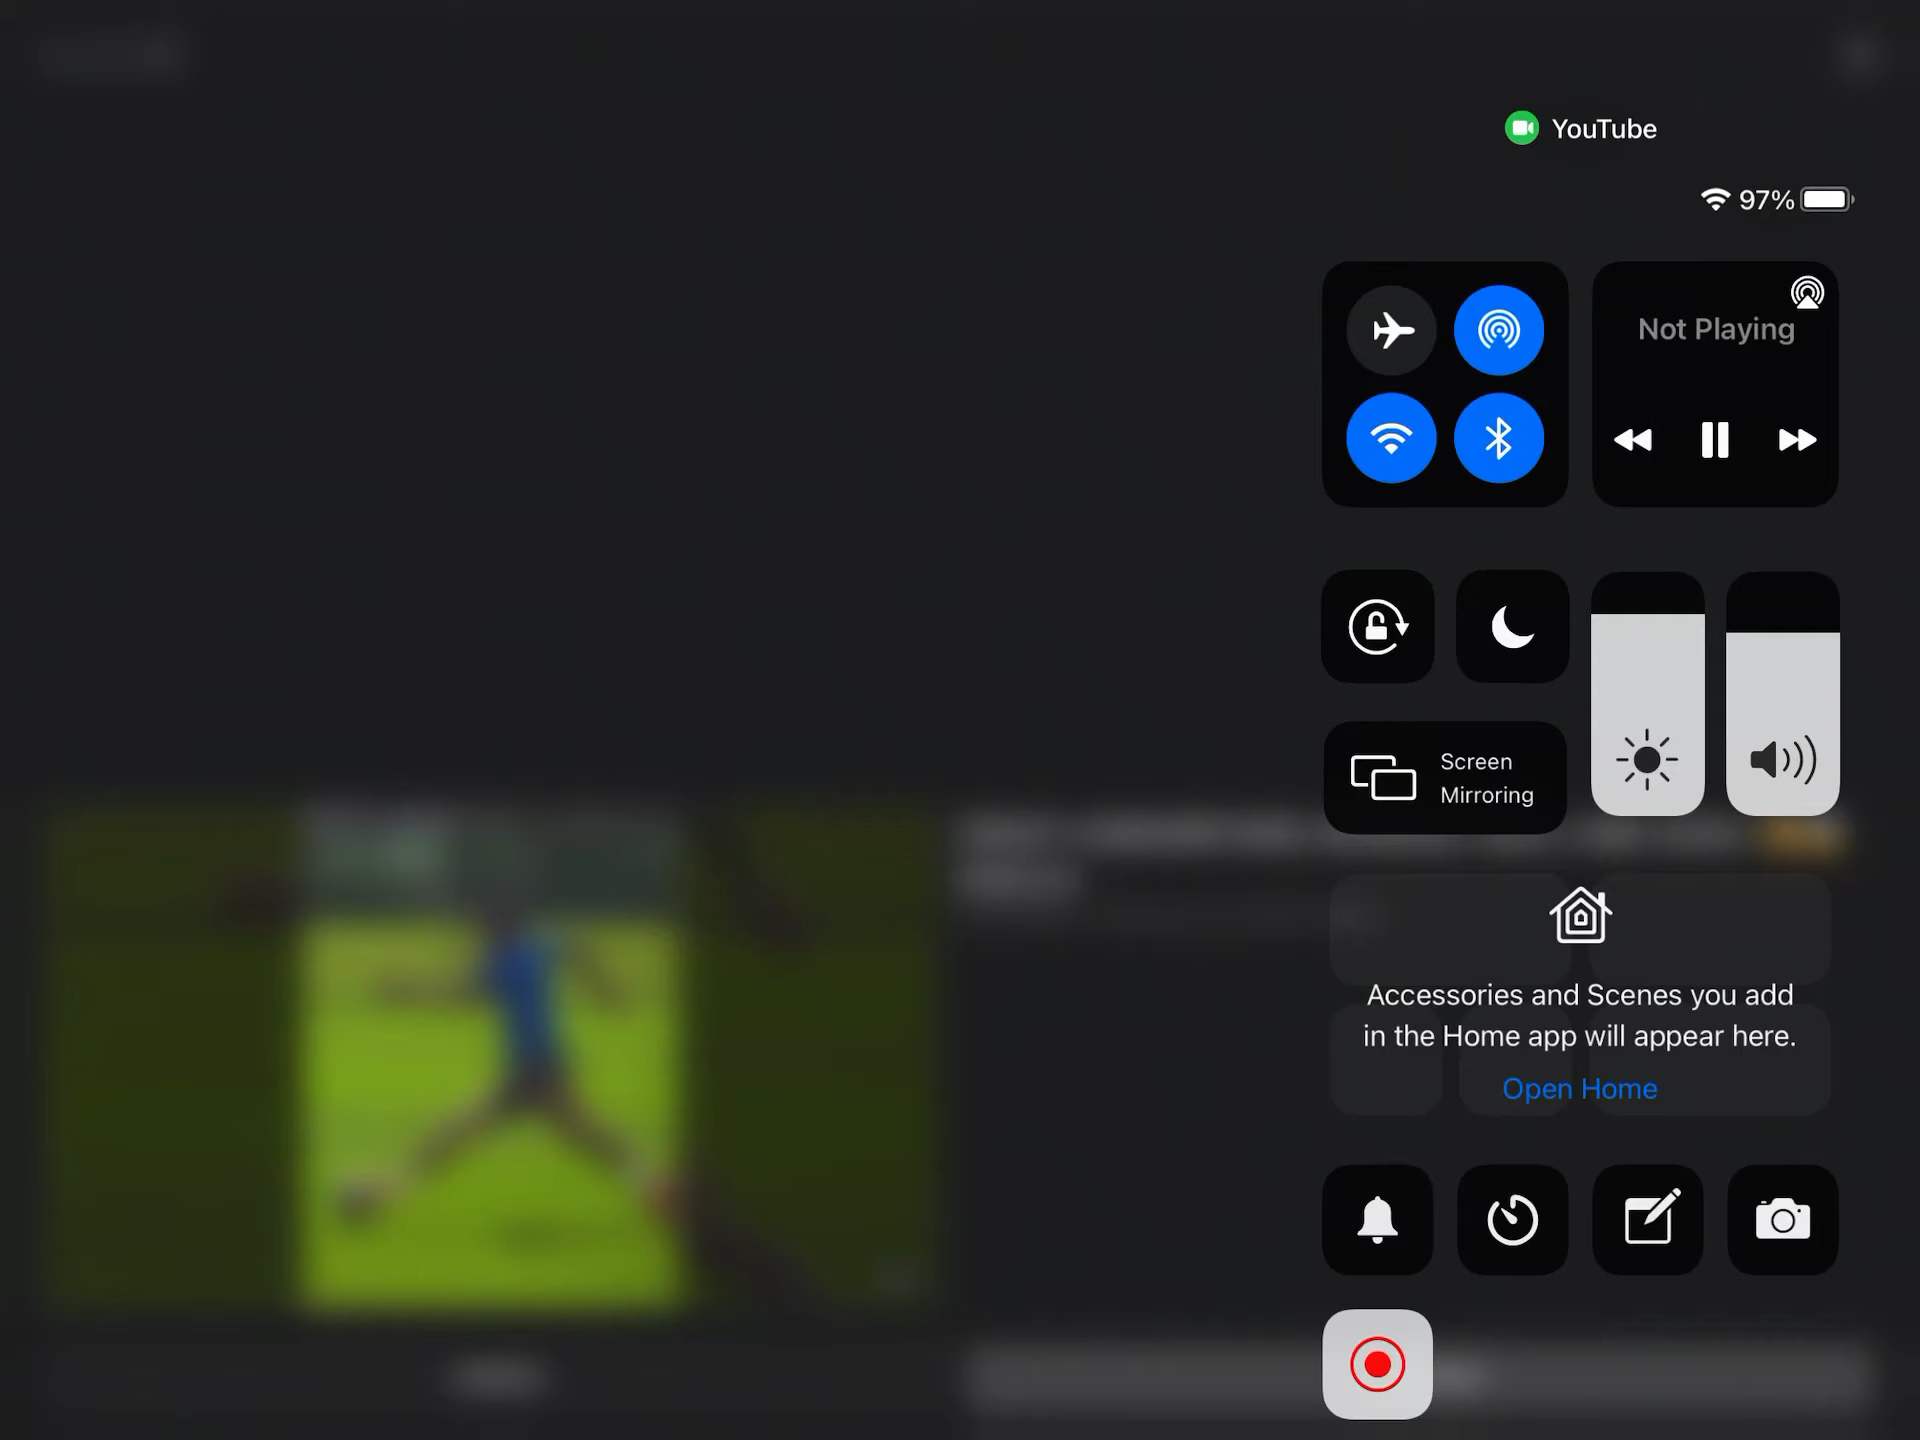 YouTube
97%
Not Playing
Screen
Mirroring
Accessories and Scenes you add
in the Home app will appear here.
Open Home